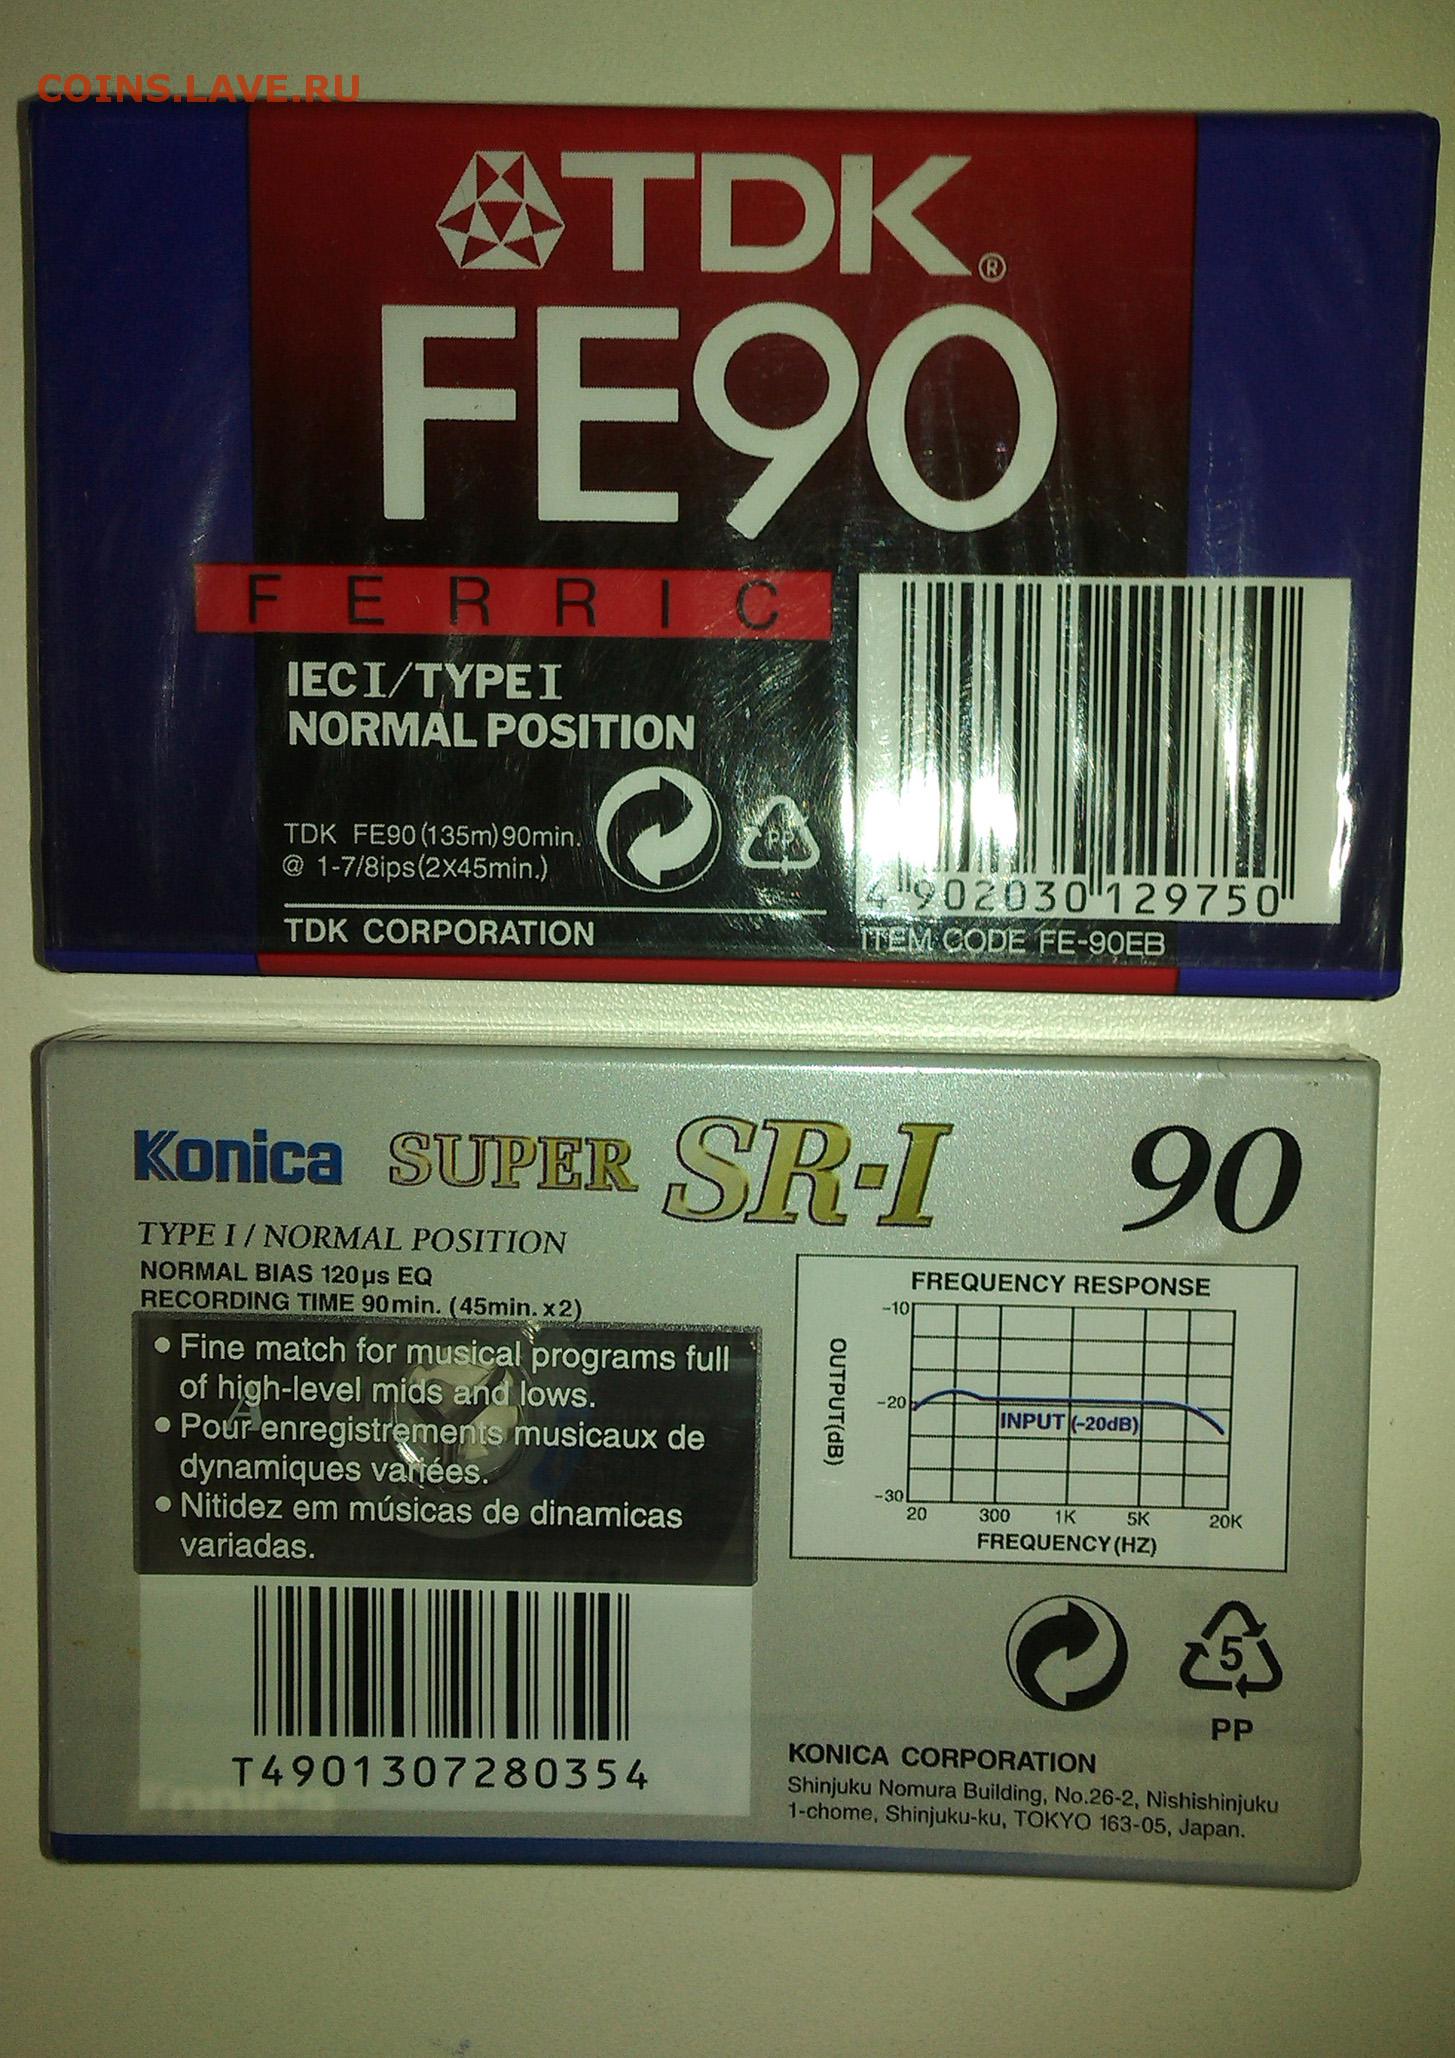 COINS.LAVE.RU
TDK®
FE90
FERRIC
IECI/TYPEI
NORMAL POSITION
PP
TDK FE90(135m)90min.
@ 1-7/8ips(2X45min.)
4 902030 129750
TDK CORPORATION
ITEM CODE FE-90EB
Konica SUPER SR-I 90
TYPE I / NORMAL POSITION
NORMAL BIAS 120µs EQ
RECORDING TIME 90min. (45min. x2)
• Fine match for musical programs full
of high-level mids and lows.
• Pour enregistrements musicaux de
dynamiques variées.
• Nitidez em músicas de dinamicas
variadas.
FREQUENCY RESPONSE
-10
-20
-30
OUTPUT(dB)
INPUT (-20dB)
20 300 1K 5K 20K
FREQUENCY(HZ)
5
PP
T4901307280354
KONICA CORPORATION
Shinjuku Nomura Building, No.26-2, Nishishinjuku
1-chome, Shinjuku-ku, TOKYO 163-05, Japan.